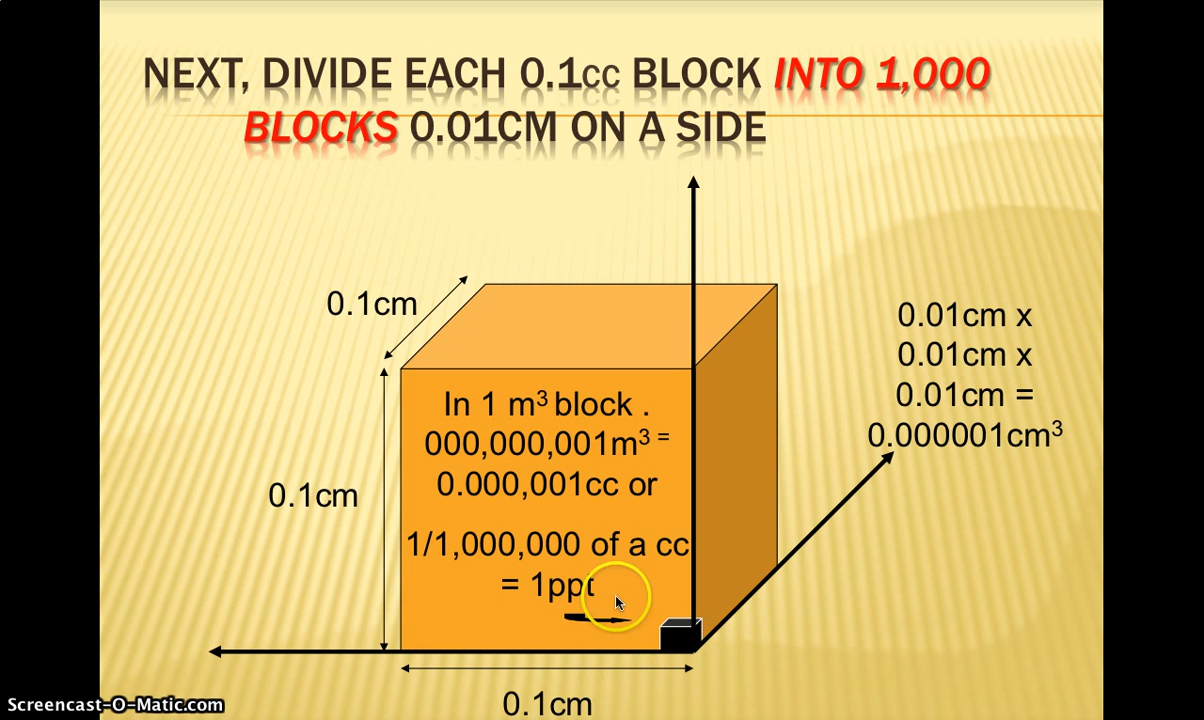 NEXT, DIVIDE EACH 0.1CC BLOCK INTO 1,000
BLOCKS 0.01CM ON A SIDE
0.1cm
0.01cm x
0.01cm x
0.01cm =
0.000001cm³
In 1 m³ block .
000,000,001m³ =
0.000,001cc or
1/1,000,000 of a cc
= 1ppt
0.1cm
0.1cm
Screencast-O-Matic.com